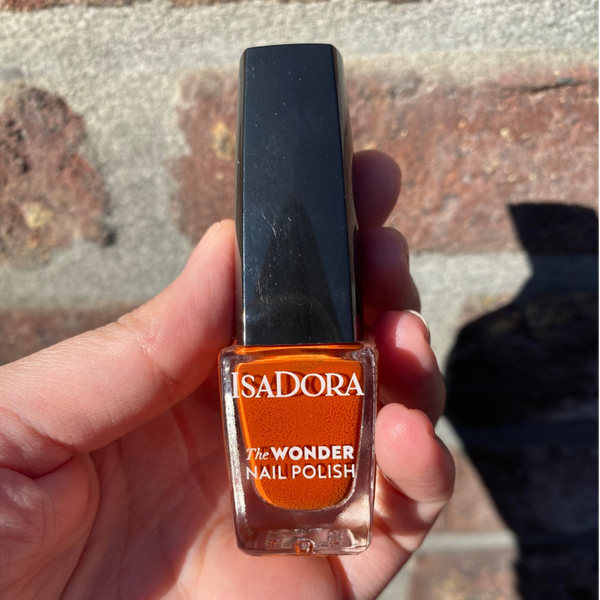 ISADORA
The WONDER
NAIL POLISH